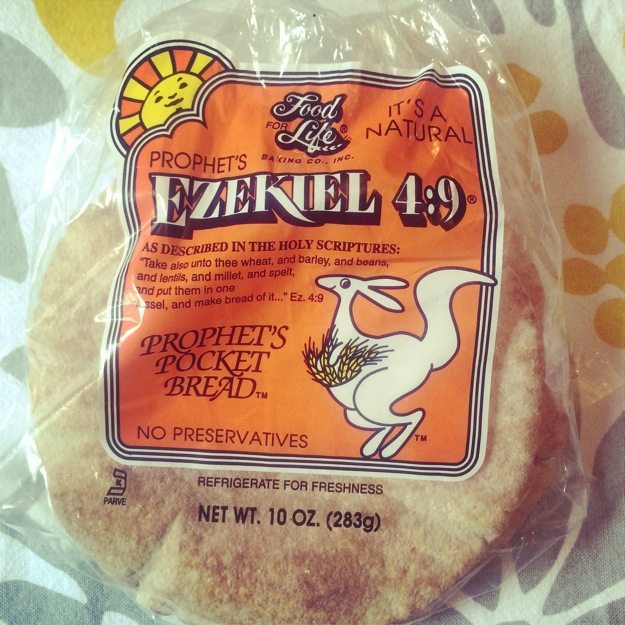 Food
FOR Life®
BAKING CO., INC.
IT'S A
NATURAL
PROPHET'S
EZEKIEL 4:9®
AS DESCRIBED IN THE HOLY SCRIPTURES:
"Take also unto thee wheat, and barley, and beans,
and lentils, and millet, and spelt,
and put them in one
and make bread of it..." Ez. 4:9
PROPHET'S
POCKET
BREAD™
NO PRESERVATIVES
TM
K
PARVE
REFRIGERATE FOR FRESHNESS
NET WT. 10 OZ. (283g)